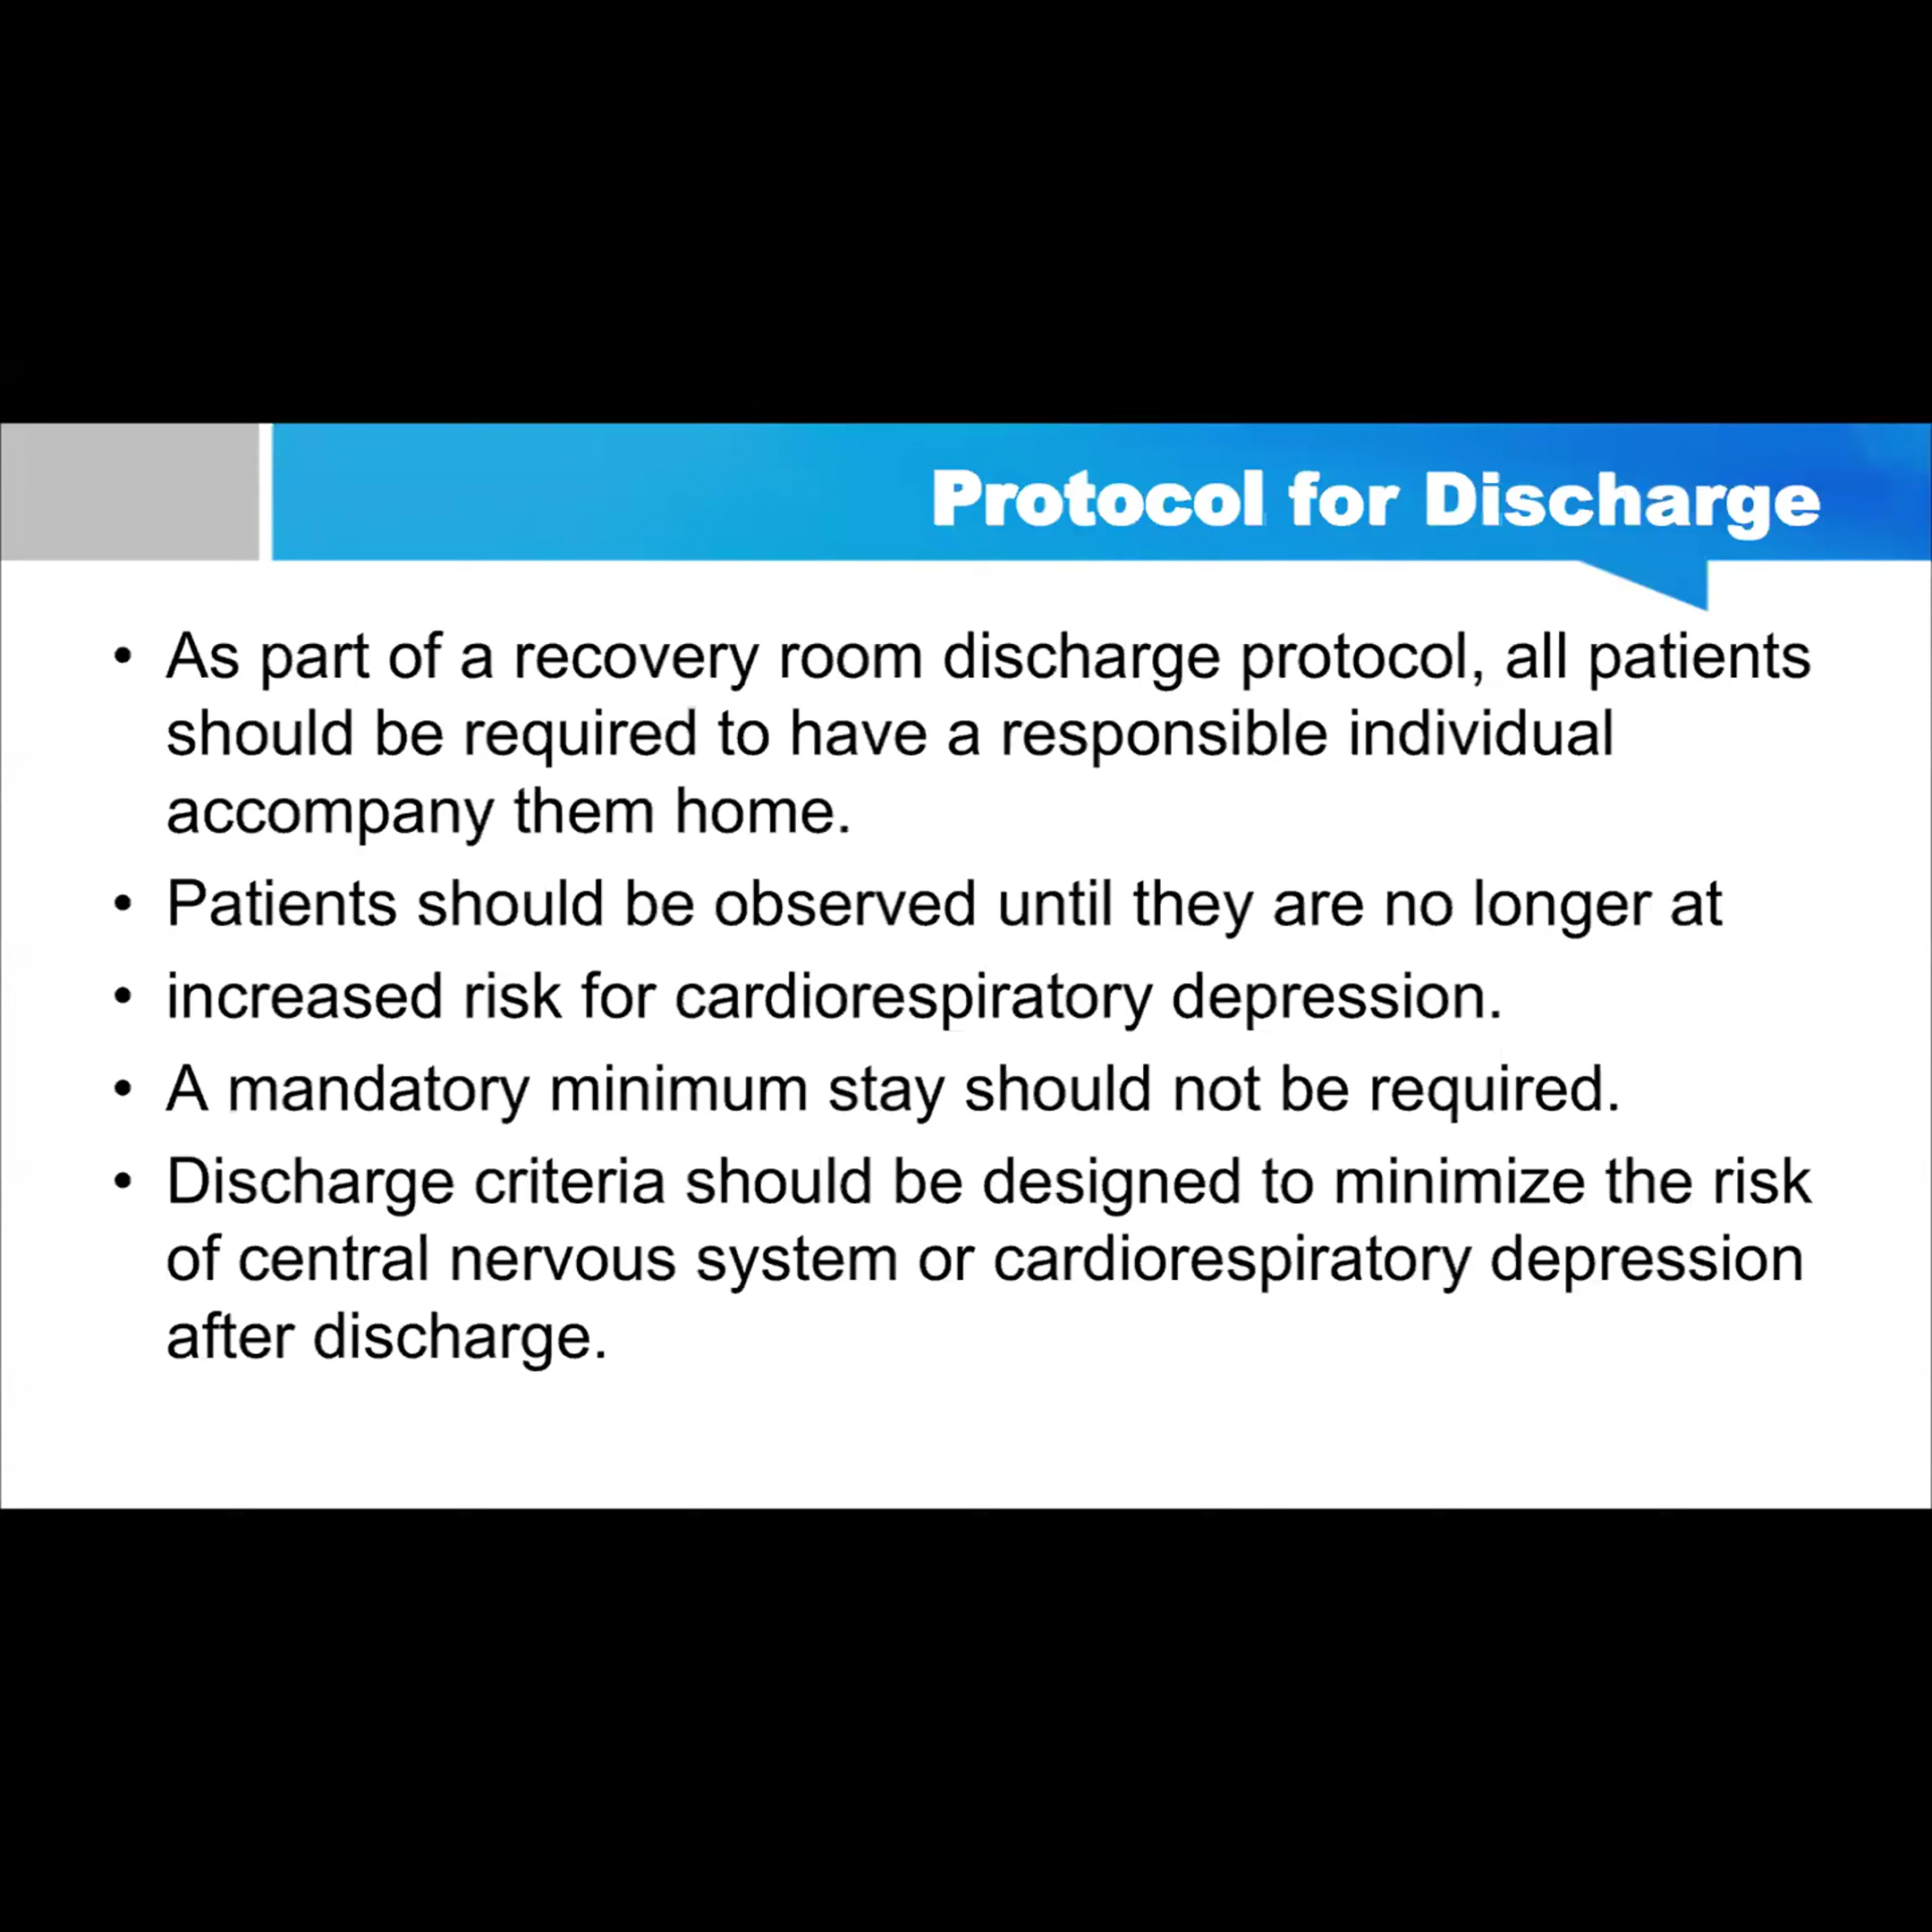 Protocol for Discharge
• As part of a recovery room discharge protocol, all patients
should be required to have a responsible individual
accompany them home.
• Patients should be observed until they are no longer at
• increased risk for cardiorespiratory depression.
• A mandatory minimum stay should not be required.
• Discharge criteria should be designed to minimize the risk
of central nervous system or cardiorespiratory depression
after discharge.